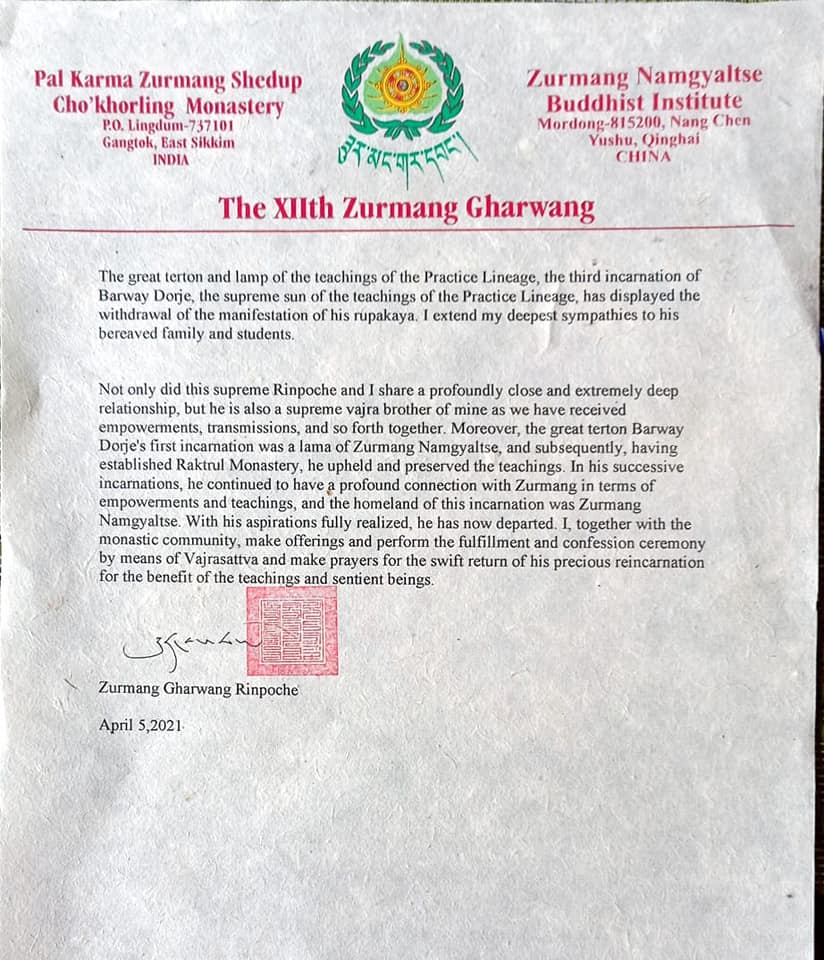 Pal Karma Zurmang Shedup
Cho'khorling Monastery
P.O. Lingdum-737101
Gangtok, East Sikkim
INDIA
ཟུར་མང་གར་དབང་།
Zurmang Namgyaltse
Buddhist Institute
Mordong-815200, Nang Chen
Yushu, Qinghai
CHINA
The XIIth Zurmang Gharwang
The great terton and lamp of the teachings of the Practice Lineage, the third incarnation of
Barway Dorje, the supreme sun of the teachings of the Practice Lineage, has displayed the
withdrawal of the manifestation of his rupakaya. I extend my deepest sympathies to his
bereaved family and students.
Not only did this supreme Rinpoche and I share a profoundly close and extremely deep
relationship, but he is also a supreme vajra brother of mine as we have received
empowerments, transmissions, and so forth together. Moreover, the great terton Barway
Dorje's first incarnation was a lama of Zurmang Namgyaltse, and subsequently, having
established Raktrul Monastery, he upheld and preserved the teachings. In his successive
incarnations, he continued to have a profound connection with Zurmang in terms of
empowerments and teachings, and the homeland of this incarnation was Zurmang
Namgyaltse. With his aspirations fully realized, he has now departed. I, together with the
monastic community, make offerings and perform the fulfillment and confession ceremony
by means of Vajrasattva and make prayers for the swift return of his precious reincarnation
for the benefit of the teachings and sentient beings.
Zurmang Gharwang Rinpoche
April 5,2021